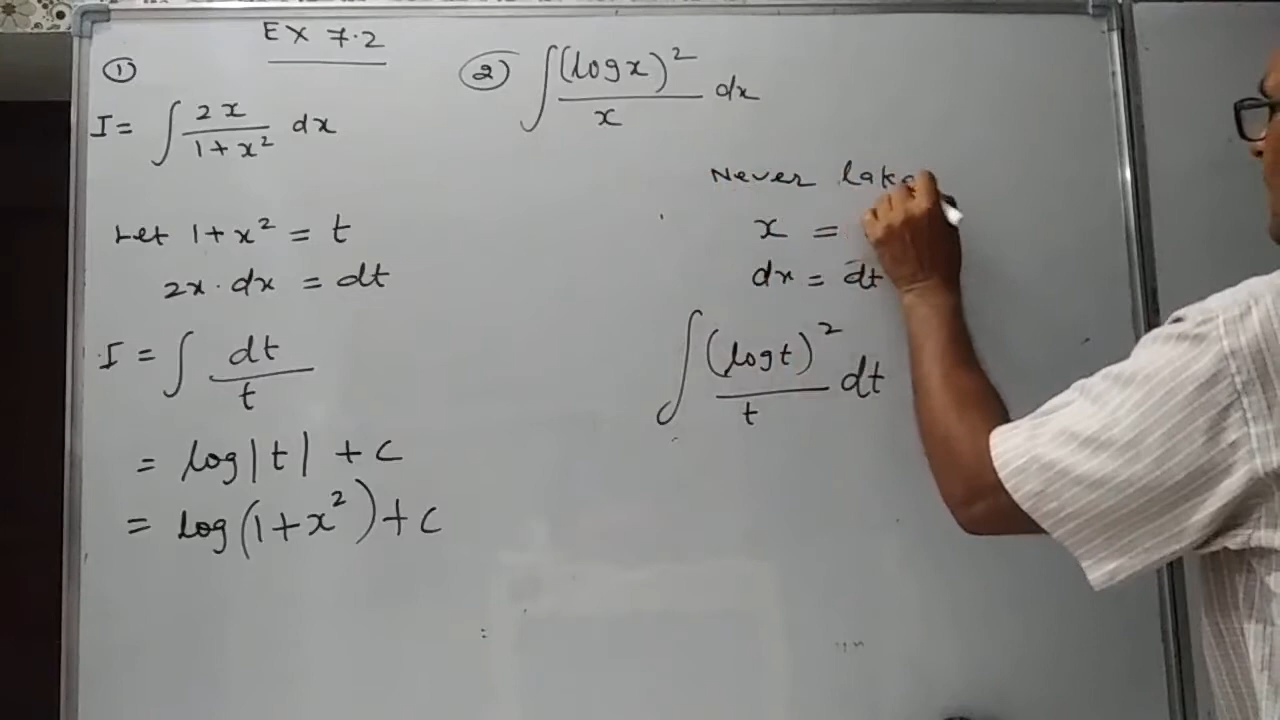 EX 7.2
①
I = ∫ 2x / 1 + x² dx
Let 1 + x² = t
2x · dx = dt
I = ∫ dt / t
= log|t| + c
= log(1 + x²) + c
② ∫ (log x)² / x dx
Never
x =
dx = dt
∫ (log t)² / t dt